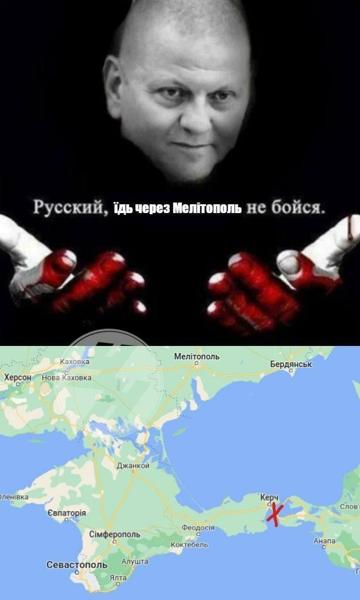 Русский, їдь через Мелітополь не бойся.
Мелітополь
Каховка
Бердянськ
Херсон
Нова Каховка
Джанкой
Керч
Євпаторія
Сімферополь
Феодосія
Коктебель
Анапа
Севастополь
Алушта
Ялта